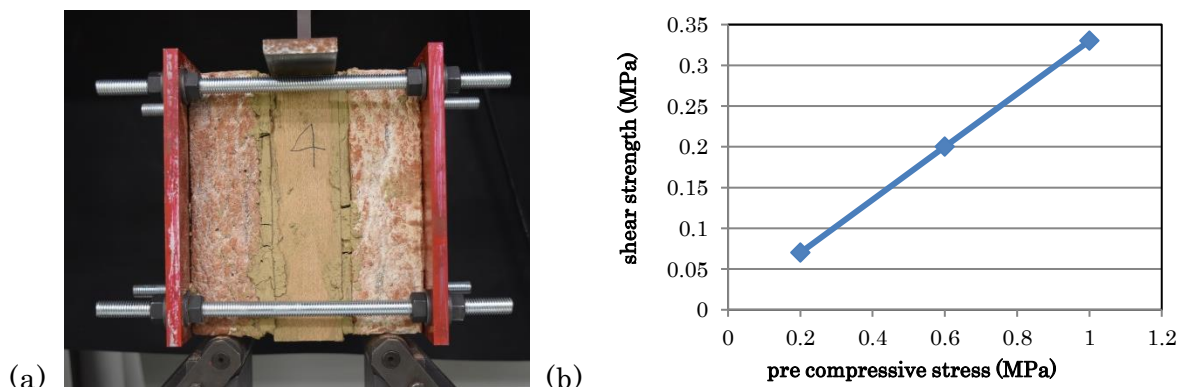 4
(a)
0.35
0.3
0.25
0.2
0.15
0.1
0.05
0
shear strength (MPa)
0 0.2 0.4 0.6 0.8 1 1.2
pre compressive stress (MPa)
(b)